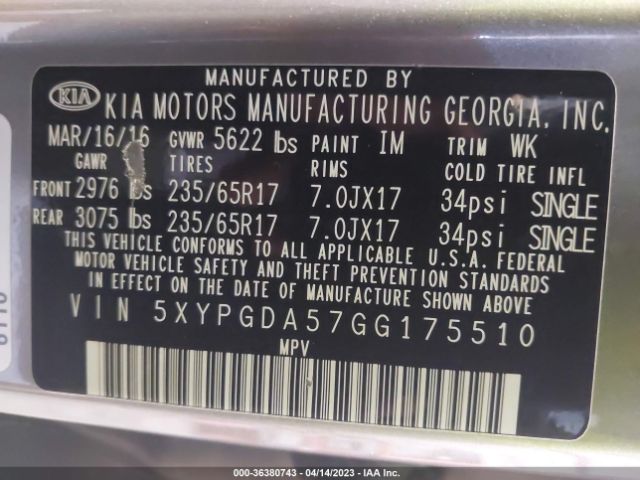 MANUFACTURED BY
KIA KIA MOTORS MANUFACTURING GEORGIA, INC.
MAR/16/16 GVWR 5622 lbs PAINT IM TRIM WK
GAWR TIRES RIMS COLD TIRE INFL
FRONT 2976 lbs 235/65R17 7.0JX17 34psi SINGLE
REAR 3075 lbs 235/65R17 7.0JX17 34psi SINGLE
THIS VEHICLE CONFORMS TO ALL APPLICABLE U.S.A. FEDERAL
MOTOR VEHICLE SAFETY AND THEFT PREVENTION STANDARDS
IN EFFECT ON THE DATE OF MANUFACTURE SHOWN ABOVE
VIN 5XYPGDA57GG175510
MPV
000-36380743 - 04/14/2023 - IAA Inc.